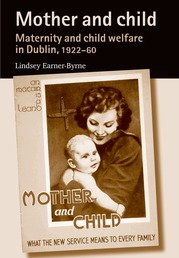 Mother and child
Maternity and child welfare
in Dublin, 1922–60
Lindsey Earner-Byrne
MOTHER
and
CHILD
WHAT THE NEW SERVICE MEANS TO EVERY FAMILY